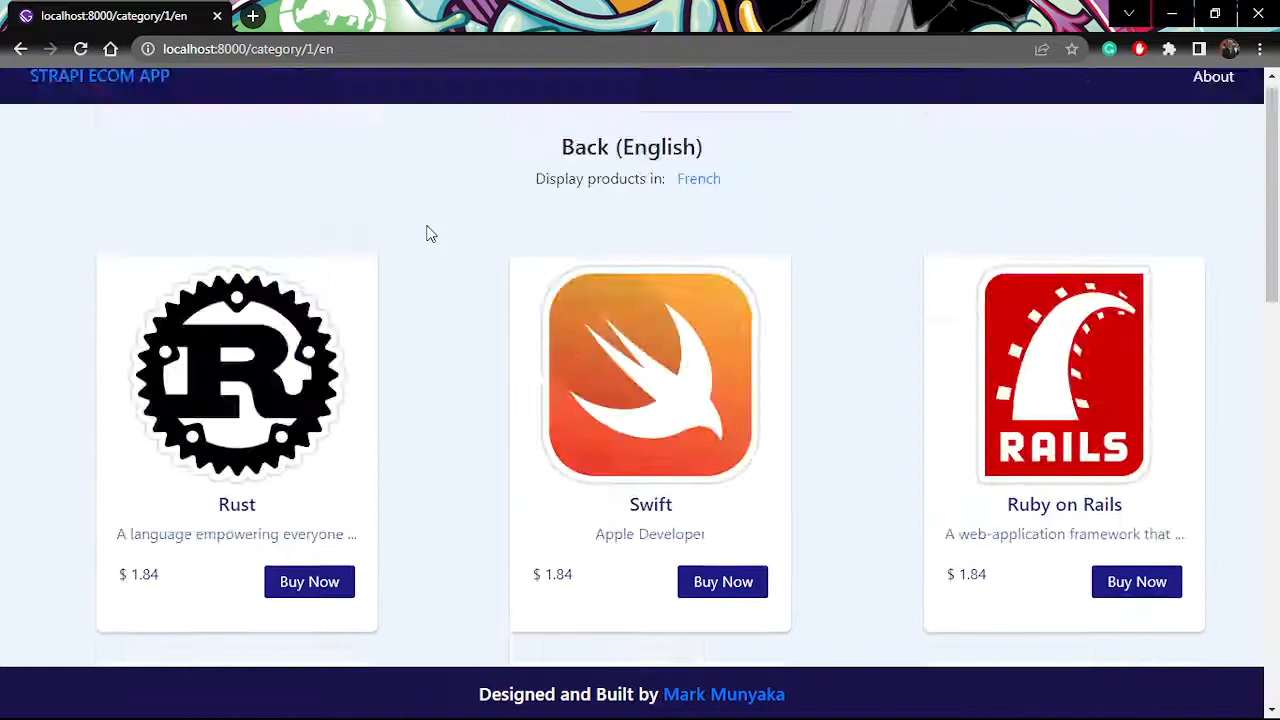 localhost:8000/category/1/en
localhost:8000/category/1/en
STRAPI ECOM APP
About
Back (English)
Display products in: French
R
RAILS
Rust
Swift
Ruby on Rails
A language empowering everyone ...
Apple Developer
A web-application framework that ...
$ 1.84
Buy Now
$ 1.84
Buy Now
$ 1.84
Buy Now
Designed and Built by Mark Munyaka